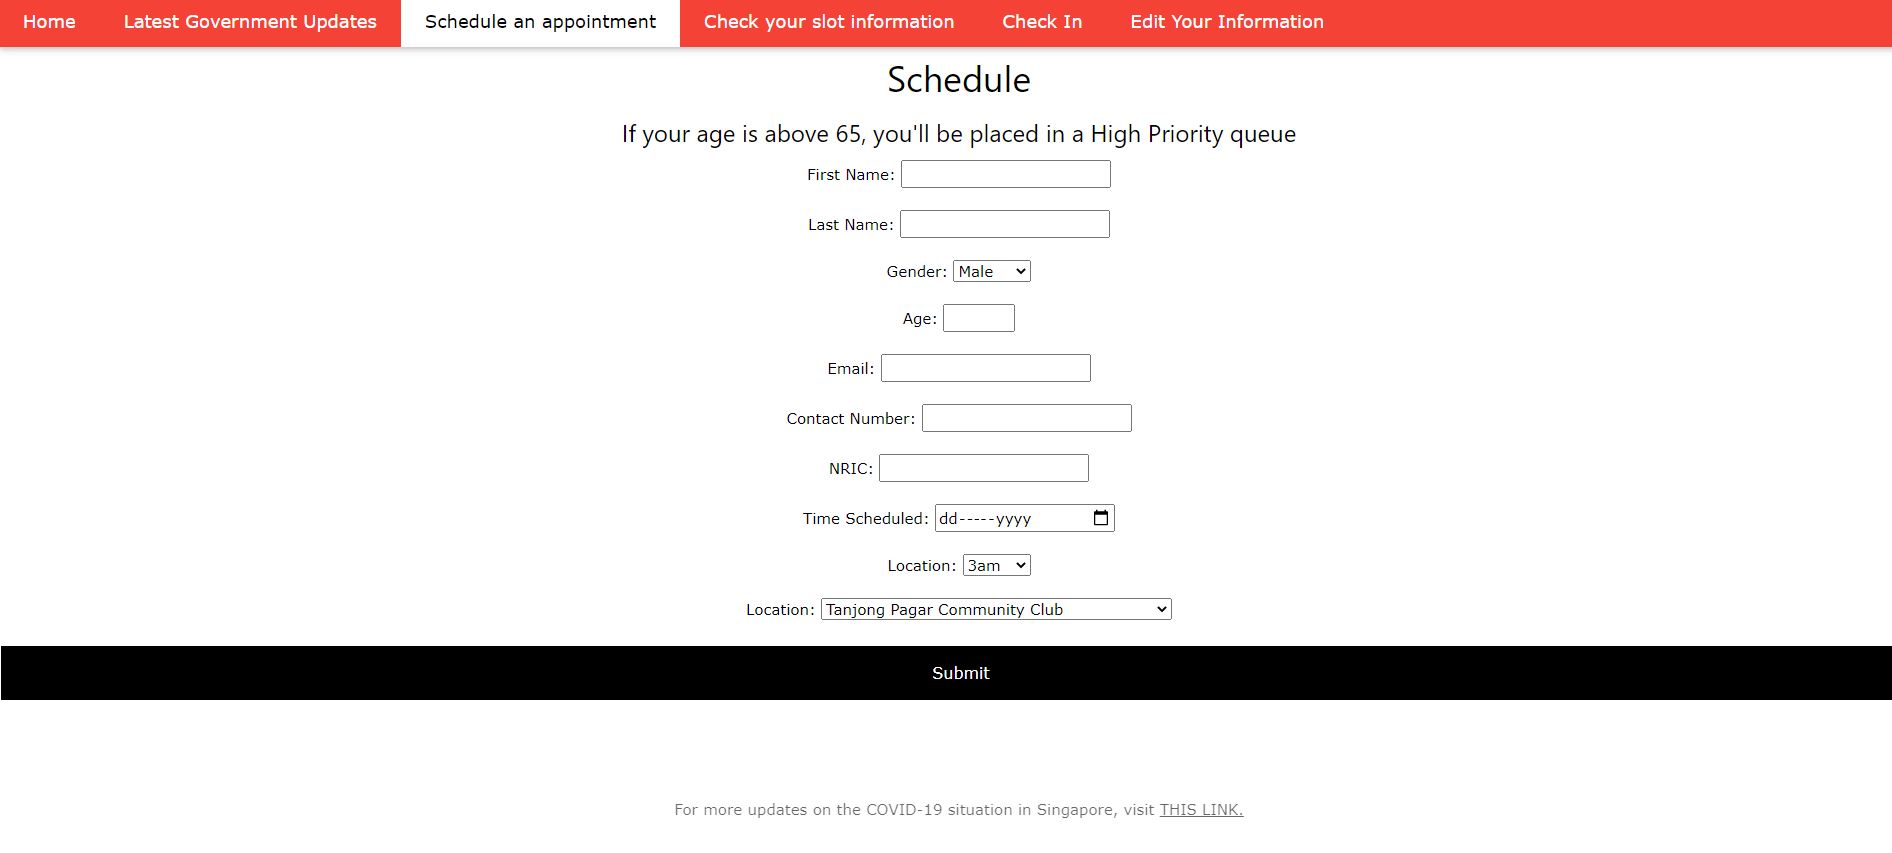 Home Latest Government Updates Schedule an appointment Check your slot information Check In Edit Your Information
Schedule
If your age is above 65, you'll be placed in a High Priority queue
First Name:
Last Name:
Gender: Male
Age:
Email:
Contact Number:
NRIC:
Time Scheduled: dd-----yyyy
Location: 3am
Location: Tanjong Pagar Community Club
Submit
For more updates on the COVID-19 situation in Singapore, visit THIS LINK.